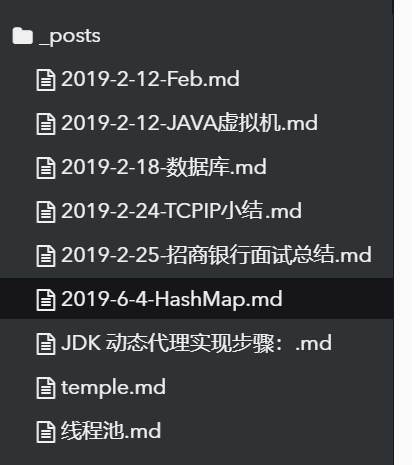 _posts
2019-2-12-Feb.md
2019-2-12-JAVA虚拟机.md
2019-2-18-数据库.md
2019-2-24-TCPIP小结.md
2019-2-25-招商银行面试总结.md
2019-6-4-HashMap.md
JDK 动态代理实现步骤：.md
temple.md
线程池.md